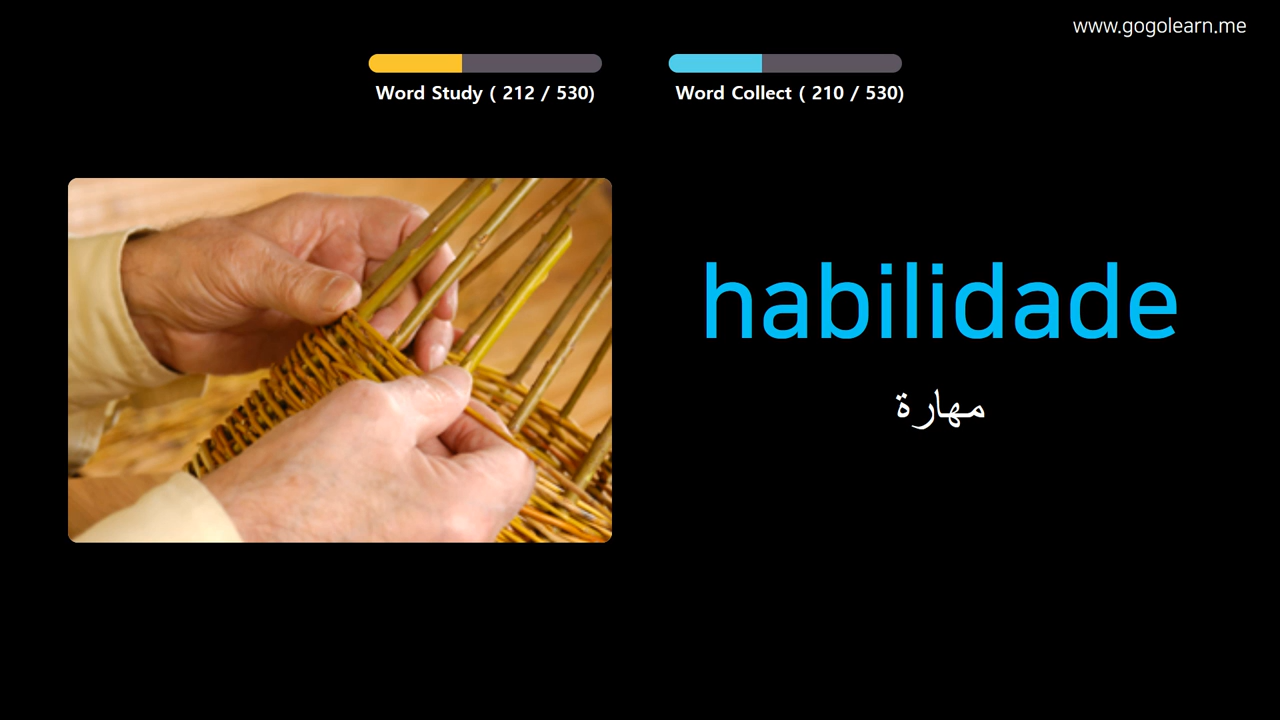 www.gogolearn.me
Word Study ( 212 / 530)
Word Collect ( 210 / 530)
habilidade
مهارة